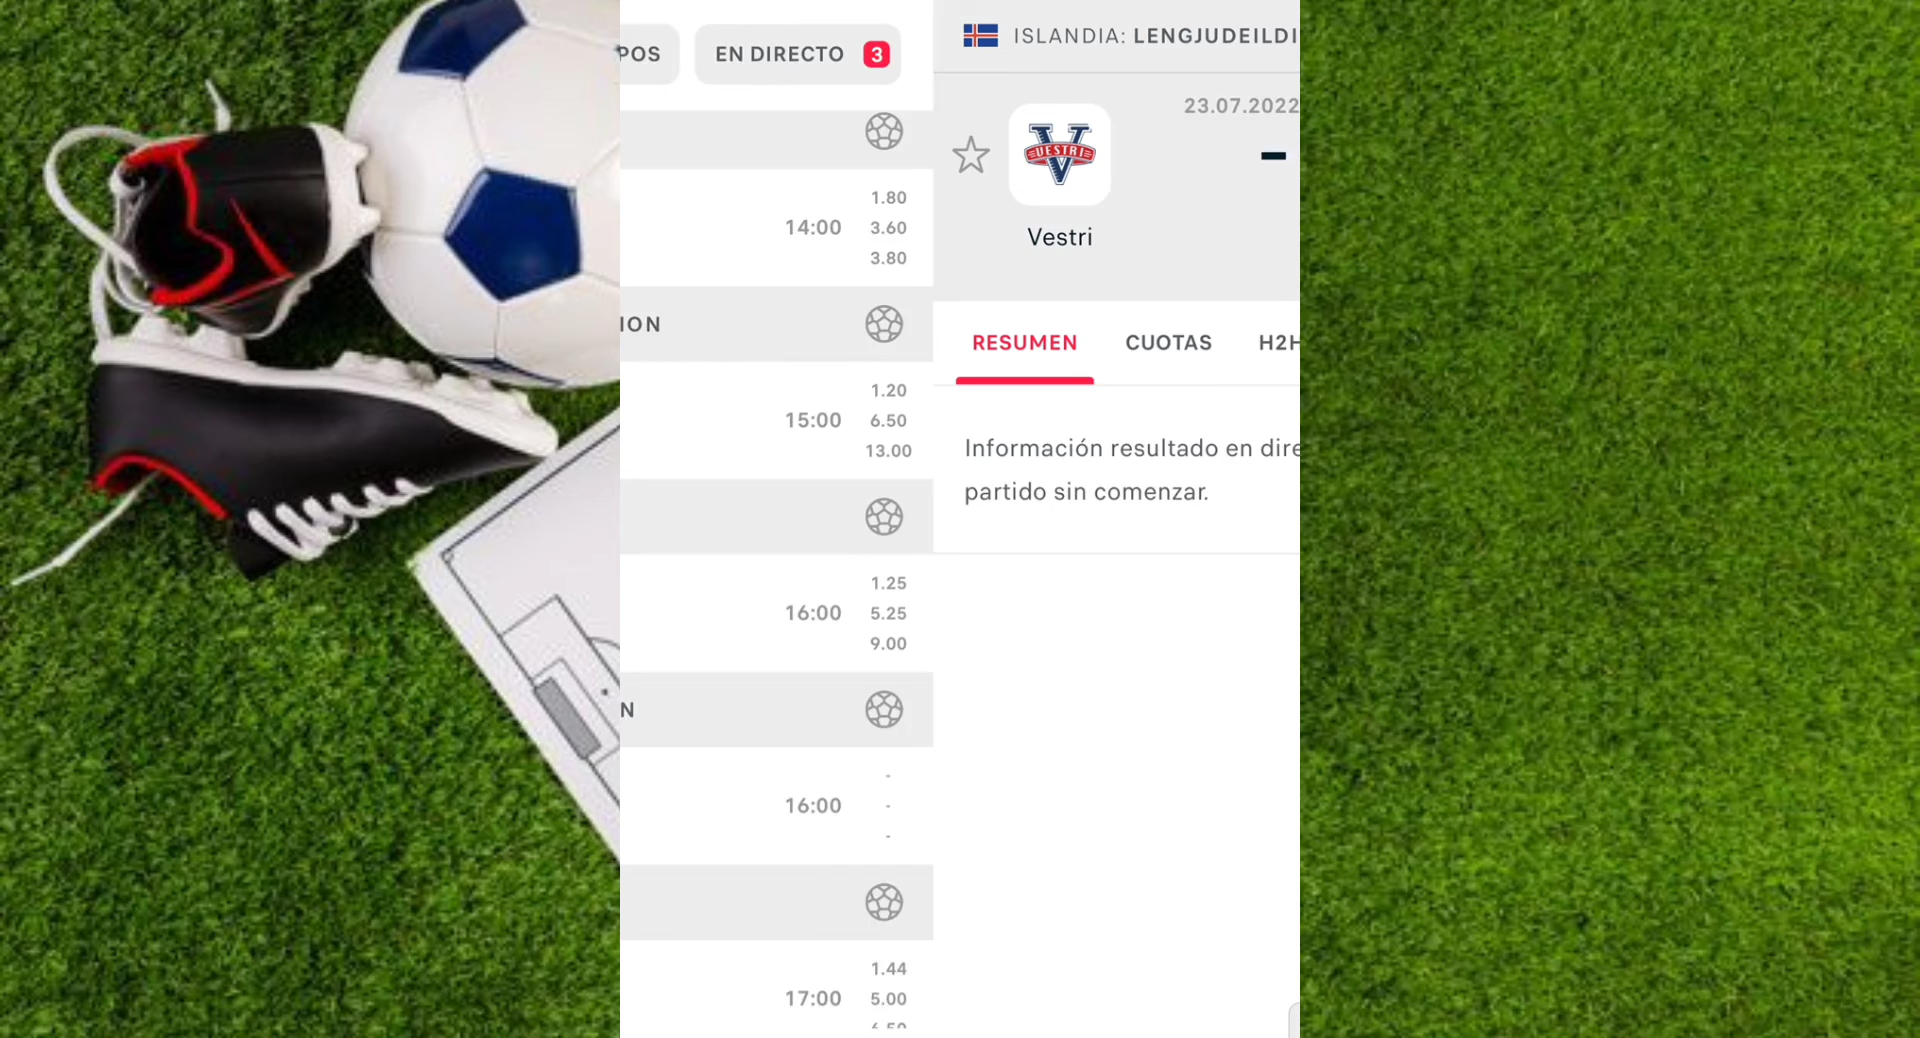 POS
EN DIRECTO 3
14:00
1.80
3.60
3.80
ION
15:00
1.20
6.50
13.00
16:00
1.25
5.25
9.00
N
16:00
-
-
-
17:00
1.44
5.00
6.50
ISLANDIA: LENGJUDEILDI
23.07.2022
VESTRI
-
Vestri
RESUMEN CUOTAS H2H
Información resultado en dire
partido sin comenzar.